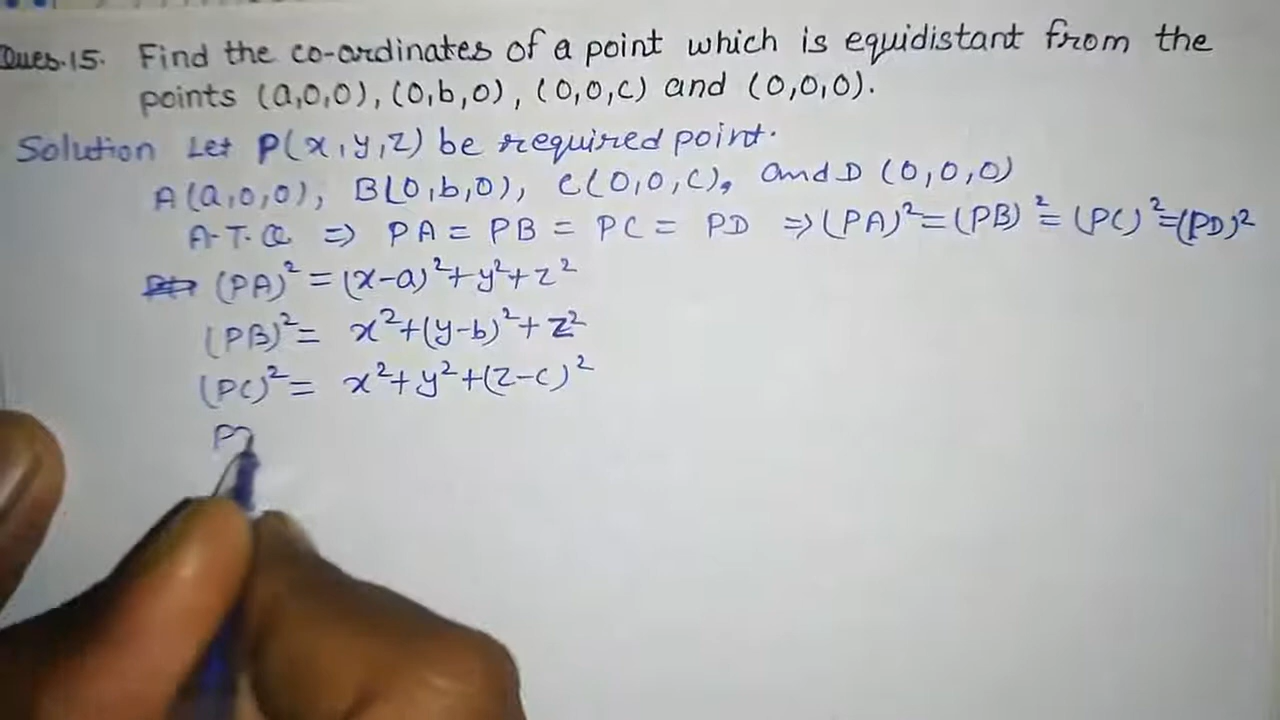 Ques.15. Find the co-ordinates of a point which is equidistant from the
points (a,0,0), (0,b,0), (0,0,c) and (0,0,0).
Solution Let P(x,y,z) be required point.
A(a,0,0), B(0,b,0), C(0,0,c), and D (0,0,0)
A.T.Q ⇒ PA = PB = PC = PD ⇒ (PA)² = (PB)² = (PC)² = (PD)²
(PA)² = (x-a)² + y² + z²
(PB)² = x² + (y-b)² + z²
(PC)² = x² + y² + (z-c)²
P